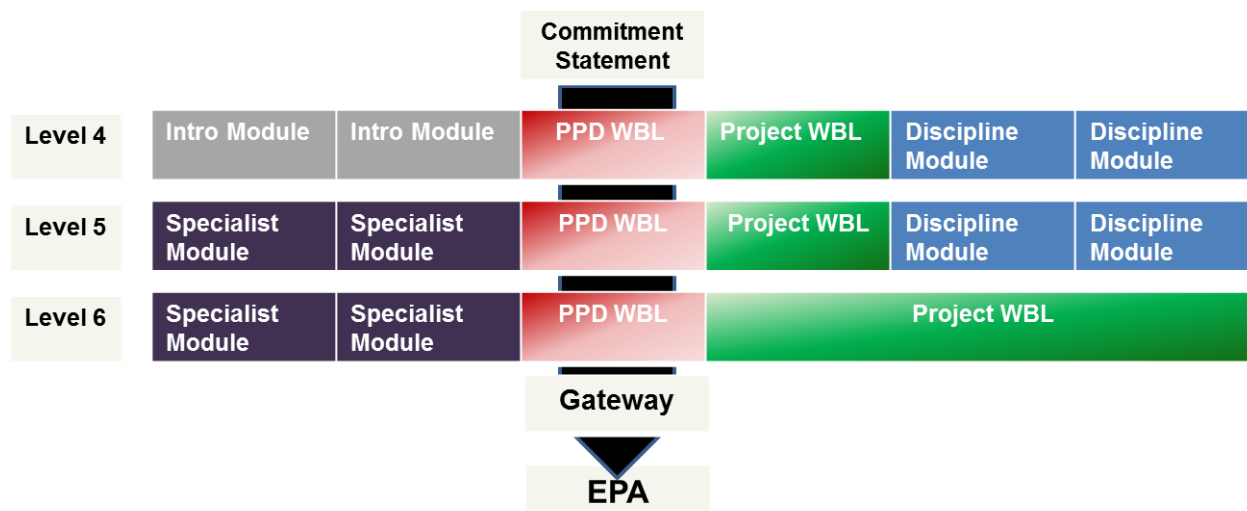 Commitment
Statement
Level 4
Intro Module
Intro Module
PPD WBL
Project WBL
Discipline
Module
Discipline
Module
Level 5
Specialist
Module
Specialist
Module
PPD WBL
Project WBL
Discipline
Module
Discipline
Module
Level 6
Specialist
Module
Specialist
Module
PPD WBL
Project WBL
Gateway
EPA